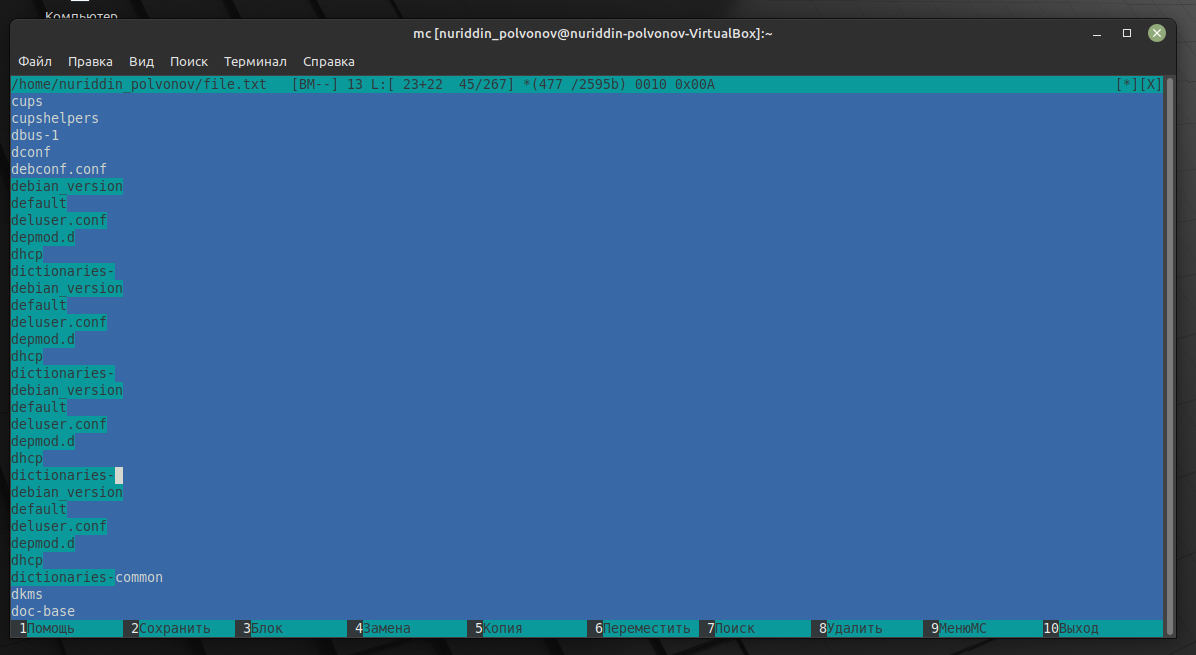 Компьютер
mc [nuriddin_polvonov@nuriddin-polvonov-VirtualBox]:~
Файл Правка Вид Поиск Терминал Справка
/home/nuriddin_polvonov/file.txt [BM--] 13 L:[ 23+22 45/267] *(477 /2595b) 0010 0x00A [*][X]
cups
cupshelpers
dbus-1
dconf
debconf.conf
debian_version
default
deluser.conf
depmod.d
dhcp
dictionaries-
debian_version
default
deluser.conf
depmod.d
dhcp
dictionaries-
debian_version
default
deluser.conf
depmod.d
dhcp
dictionaries-
debian_version
default
deluser.conf
depmod.d
dhcp
dictionaries-common
dkms
doc-base
1Помощь 2Сохранить 3Блок 4Замена 5Копия 6Переместить 7Поиск 8Удалить 9МенюМС 10Выход